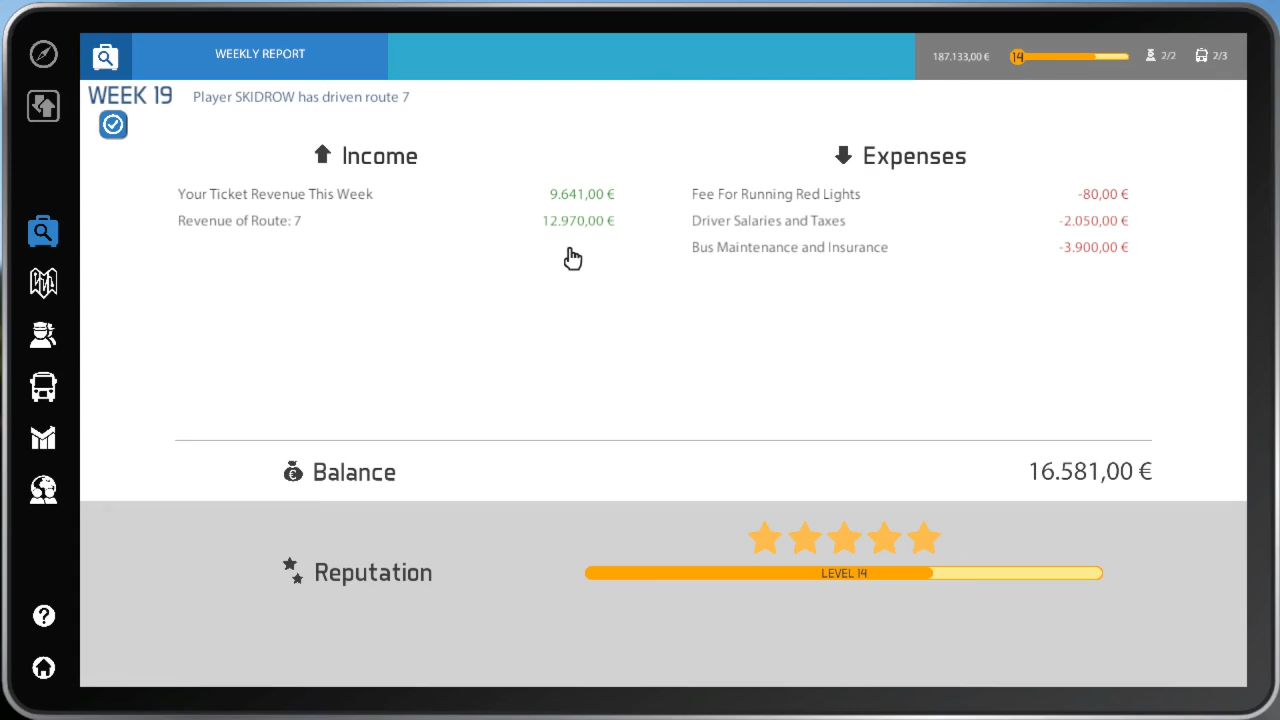 WEEKLY REPORT
187.133,00 €
14
2/2
2/3
WEEK 19
Player SKIDROW has driven route 7
Income
Expenses
Your Ticket Revenue This Week 9.641,00 €
Fee For Running Red Lights -80,00 €
Revenue of Route: 7 12.970,00 €
Driver Salaries and Taxes -2.050,00 €
Bus Maintenance and Insurance -3.900,00 €
Balance 16.581,00 €
Reputation
LEVEL 14